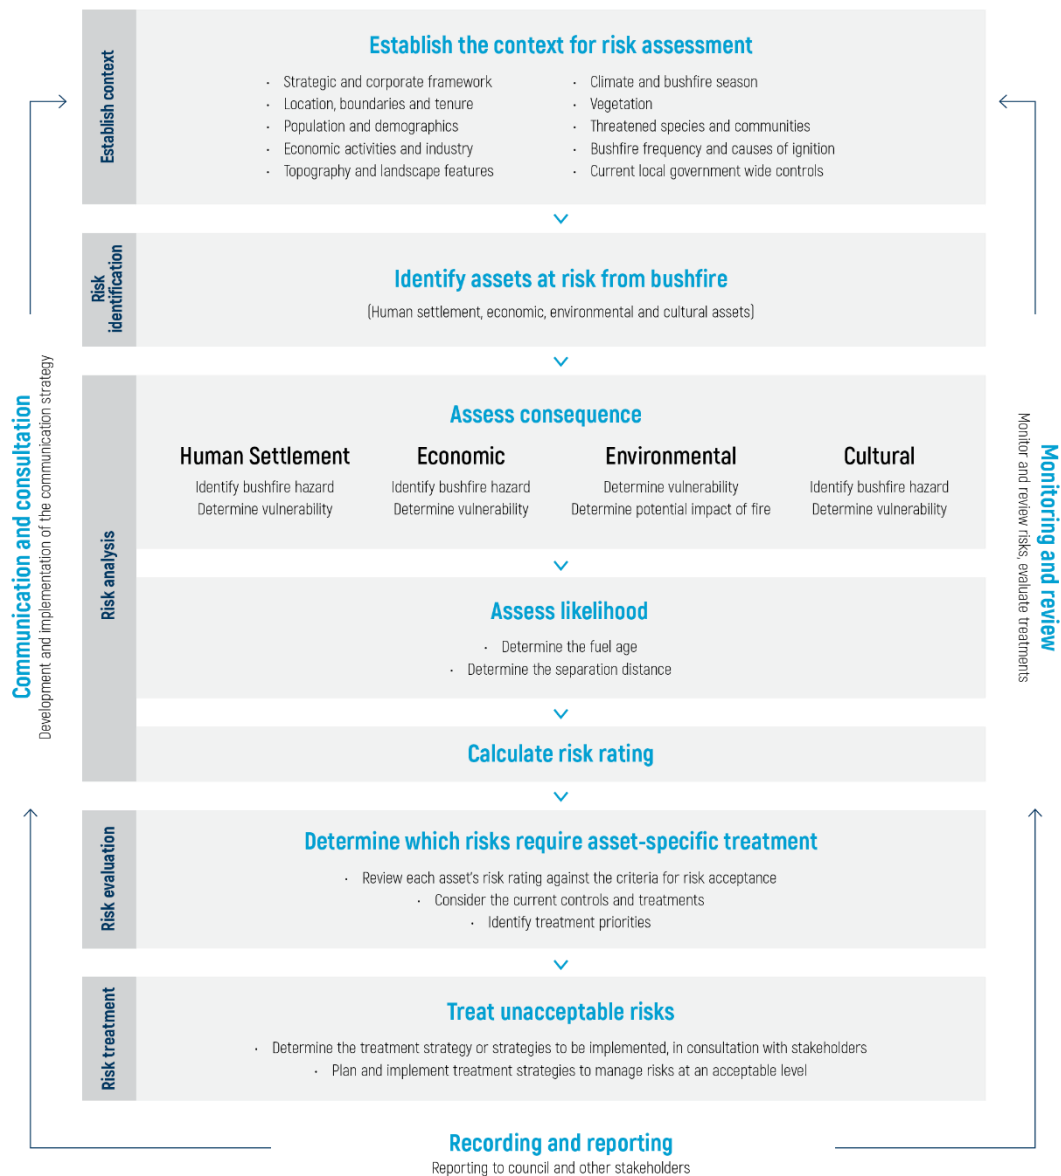 Establish context
Establish the context for risk assessment
· Strategic and corporate framework
· Location, boundaries and tenure
· Population and demographics
· Economic activities and industry
· Topography and landscape features
· Climate and bushfire season
· Vegetation
· Threatened species and communities
· Bushfire frequency and causes of ignition
· Current local government wide controls
Risk
identification
Identify assets at risk from bushfire
(Human settlement, economic, environmental and cultural assets)
Risk analysis
Assess consequence
Human Settlement
Identify bushfire hazard
Determine vulnerability
Economic
Identify bushfire hazard
Determine vulnerability
Environmental
Determine vulnerability
Determine potential impact of fire
Cultural
Identify bushfire hazard
Determine vulnerability
Assess likelihood
· Determine the fuel age
· Determine the separation distance
Calculate risk rating
Risk evaluation
Determine which risks require asset-specific treatment
· Review each asset's risk rating against the criteria for risk acceptance
· Consider the current controls and treatments
· Identify treatment priorities
Risk treatment
Treat unacceptable risks
· Determine the treatment strategy or strategies to be implemented, in consultation with stakeholders
· Plan and implement treatment strategies to manage risks at an acceptable level
Communication and consultation
Development and implementation of the communication strategy
Monitoring and review
Monitor and review risks, evaluate treatments
Recording and reporting
Reporting to council and other stakeholders